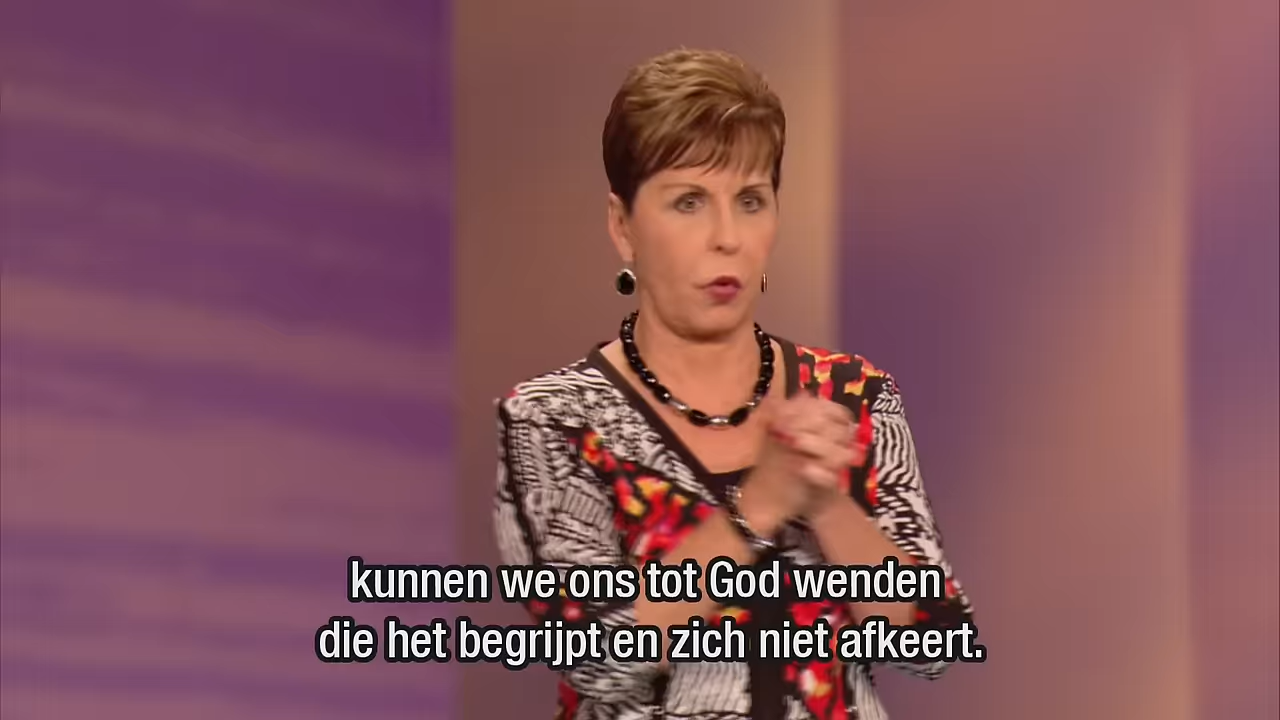 kunnen we ons tot God wenden
die het begrijpt en zich niet afkeert.